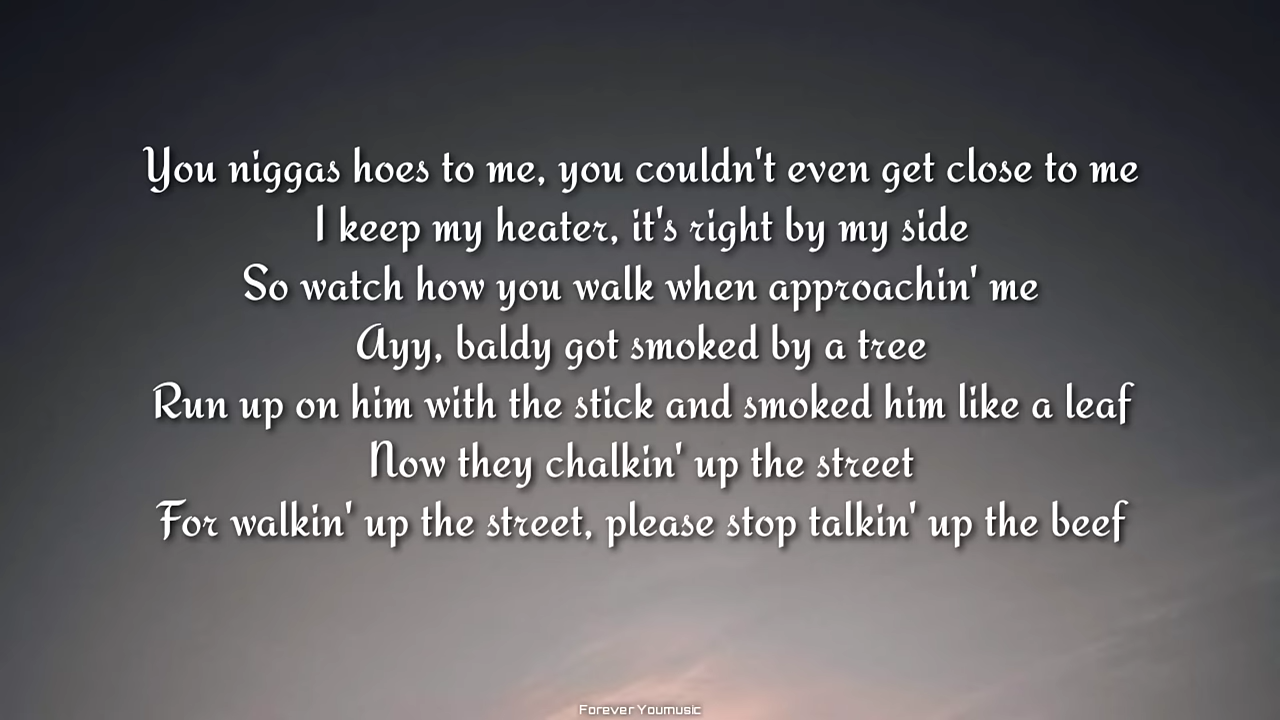 You niggas hoes to me, you couldn't even get close to me
I keep my heater, it's right by my side
So watch how you walk when approachin' me
Ayy, baldy got smoked by a tree
Run up on him with the stick and smoked him like a leaf
Now they chalkin' up the street
For walkin' up the street, please stop talkin' up the beef
Forever Youmusic